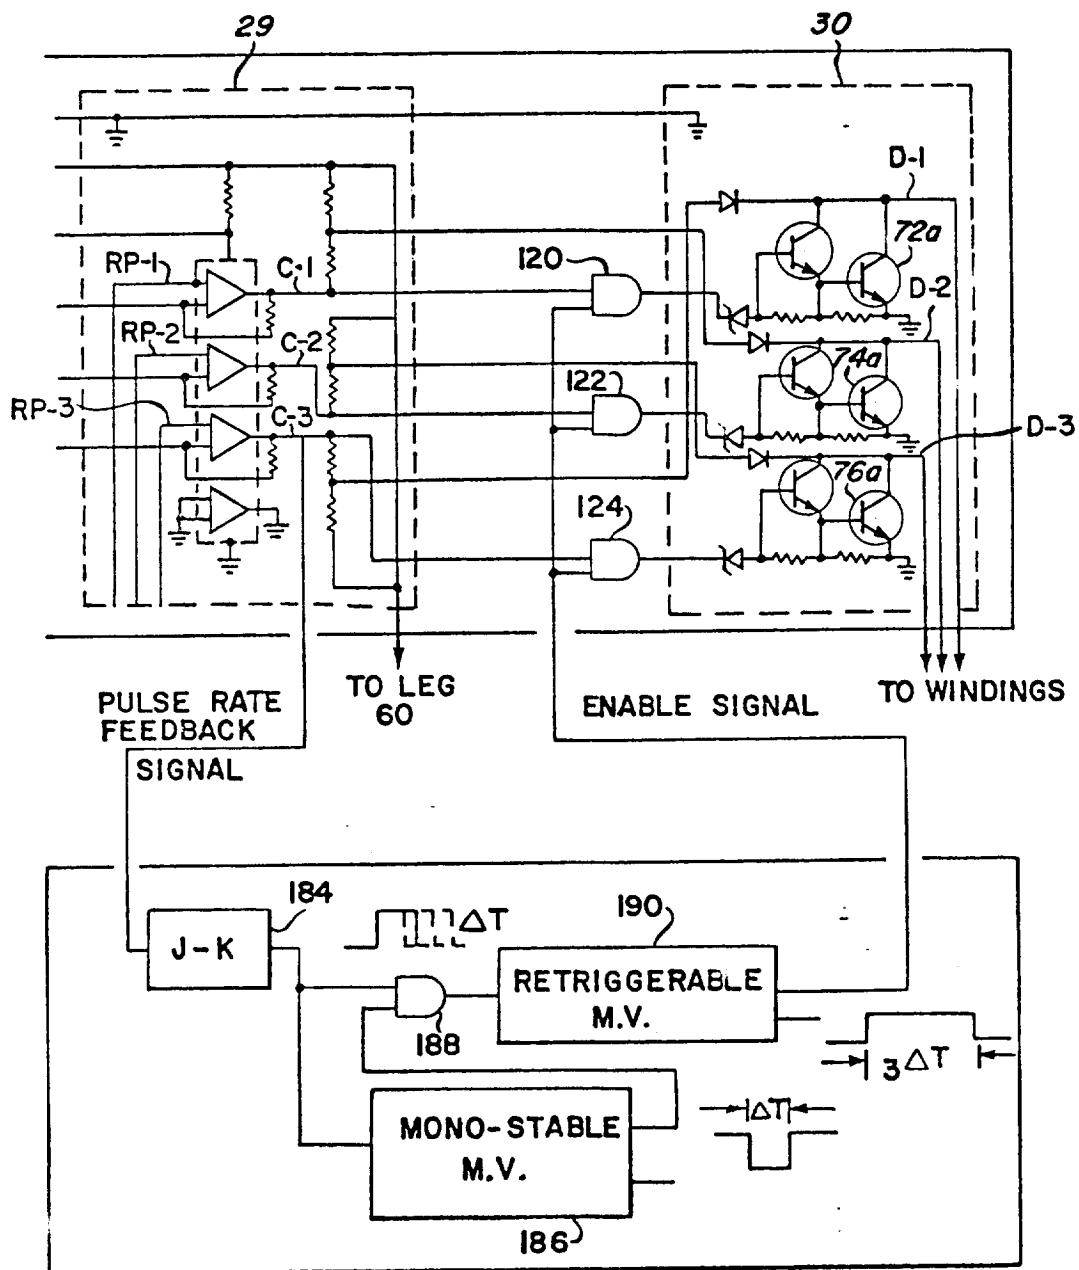 29
30
D-1
72a
RP-1
C-1
120
D-2
RP-2
C-2
122
74a
RP-3
C-3
D-3
124
76a
TO LEG
60
TO WINDINGS
PULSE RATE
FEEDBACK
SIGNAL
ENABLE SIGNAL
184
J-K
ΔT
190
RETRIGGERABLE
M.V.
188
3ΔT
ΔT
MONO-STABLE
M.V.
186